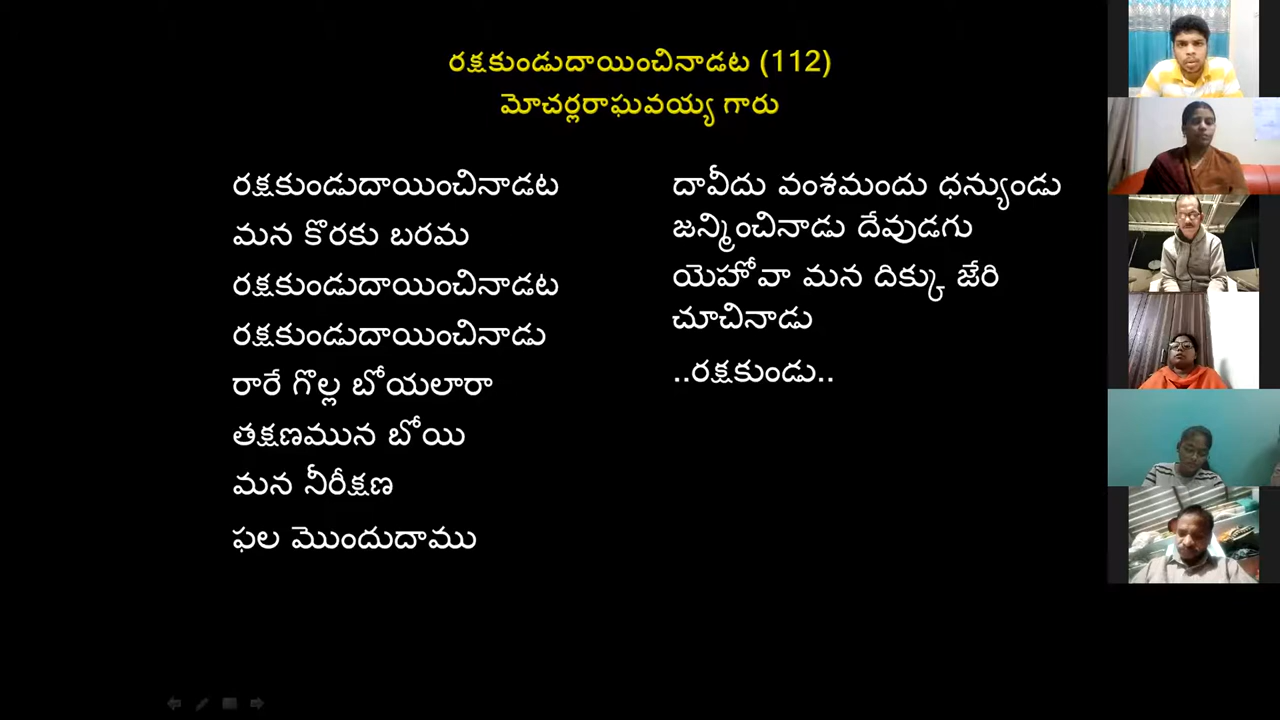 రక్షకుండుదాయించినాడట (112)
మోచర్లరాఘవయ్య గారు
రక్షకుండుదాయించినాడట
మన కొరకు బరమ
రక్షకుండుదాయించినాడట
రక్షకుండుదాయించినాడు
రారే గొల్ల బోయలారా
తక్షణమున బోయి
మన నీరీక్షణ
ఫల మొందుదాము
దావీదు వంశమందు ధన్యుండు
జన్మించినాడు దేవుడగు
యెహోవా మన దిక్కు జేరి
చూచినాడు
..రక్షకుండు..